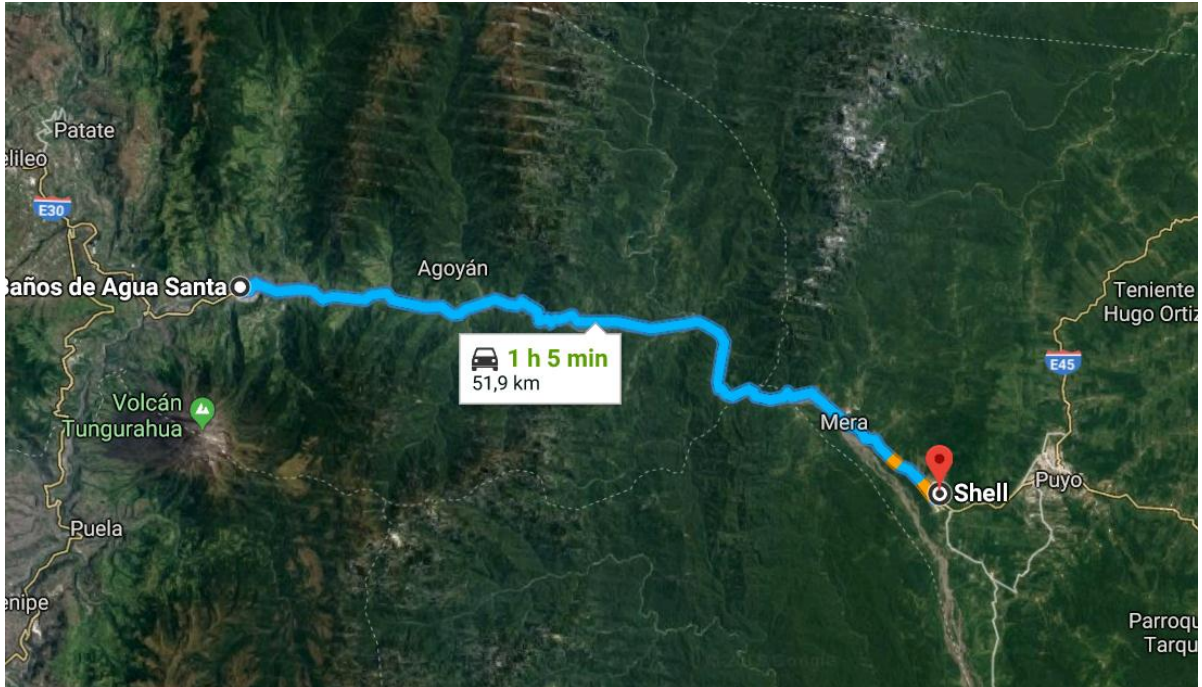 Patate
elileo
E30
Baños de Agua Santa
Agoyán
1 h 5 min
51,9 km
Volcán
Tungurahua
Puela
enipe
Mera
Shell
Puyo
E45
Teniente
Hugo Ortiz
Parroqu
Tarqu